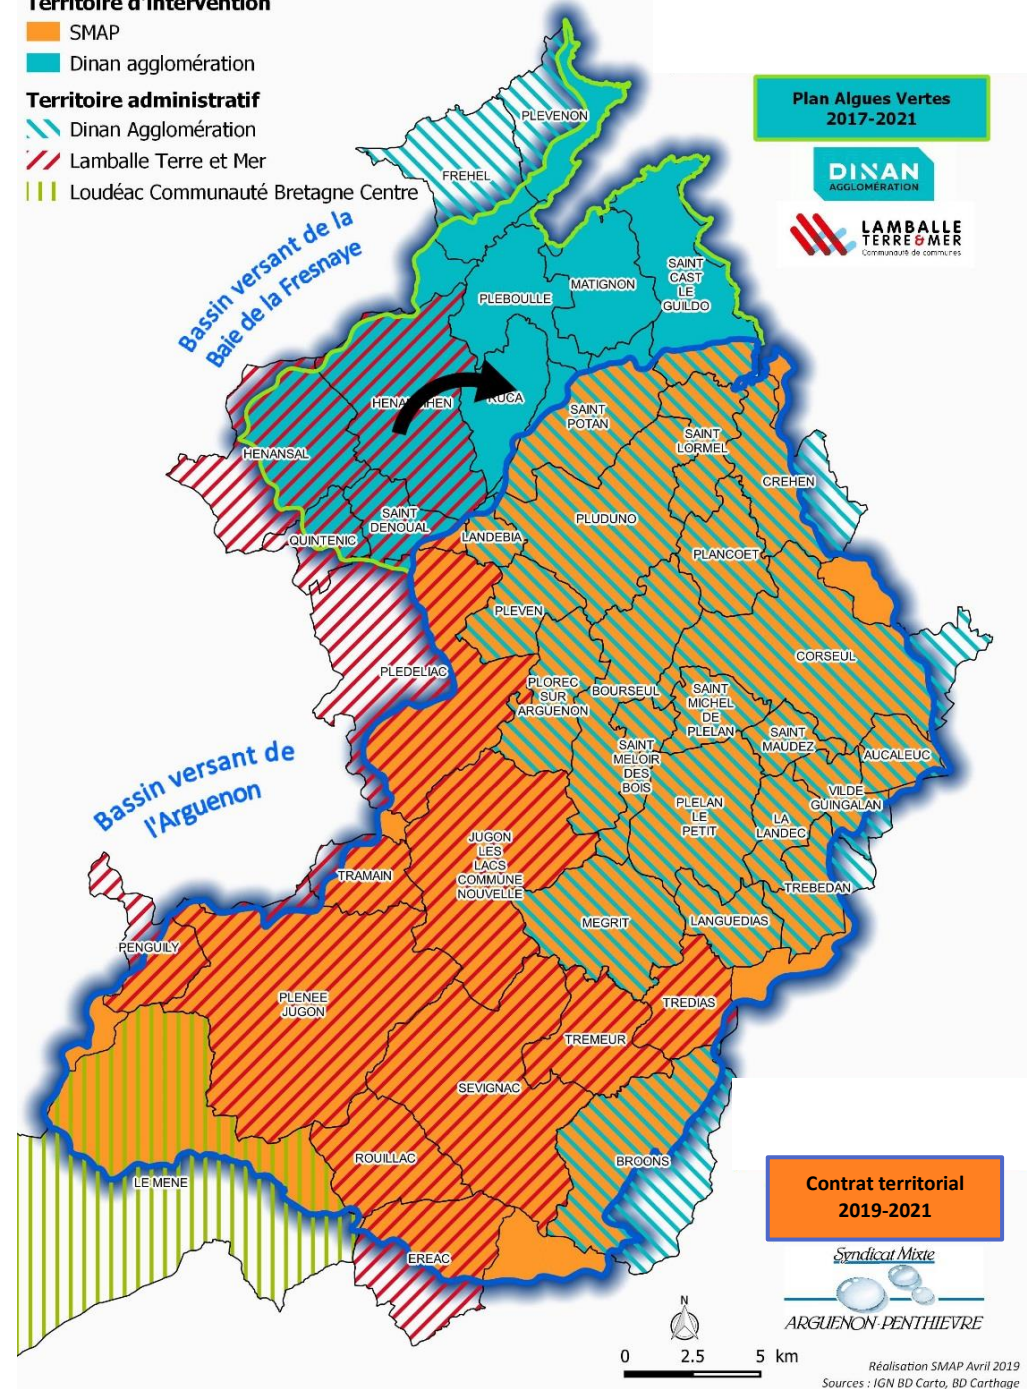 Territoire d'intervention
SMAP
Dinan agglomération
Territoire administratif
Dinan Agglomération
Lamballe Terre et Mer
Loudéac Communauté Bretagne Centre
Plan Algues Vertes
2017-2021
DINAN
AGGLOMÉRATION
LAMBALLE
TERRE & MER
Communauté de communes
PLEVENON
FREHEL
Bassin versant de la
Baie de la Fresnaye
SAINT
CAST
LE
GUILDO
MATIGNON
PLEBOULLE
RUCA
SAINT
POTAN
SAINT
LORMEL
HENANSAL
CREHEN
SAINT
DENOUAL
QUINTENIC
LANDEBIA
PLUDUNO
PLANCOET
PLEVEN
PLEDELIAC
CORSEUL
PLOREC
SUR
ARGUENON
BOURSEUL
SAINT
MICHEL
DE
PLELAN
SAINT
MAUDEZ
AUCALEUC
SAINT
MELOIR
DES
BOIS
Bassin versant de
l'Arguenon
VILDE
GUINGALAN
PLELAN
LE
PETIT
LA
LANDEC
JUGON
LES
LACS
COMMUNE
NOUVELLE
TRAMAIN
TREBEDAN
MEGRIT
LANGUEDIAS
PENGUILY
PLENEE
JUGON
TREDIAS
TREMEUR
SEVIGNAC
ROUILLAC
BROONS
LE MENE
EREAC
Contrat territorial
2019-2021
Syndicat Mixte
ARGUENON-PENTHIEVRE
N
0 2.5 5 km
Réalisation SMAP Avril 2019
Sources : IGN BD Carto, BD Carthage